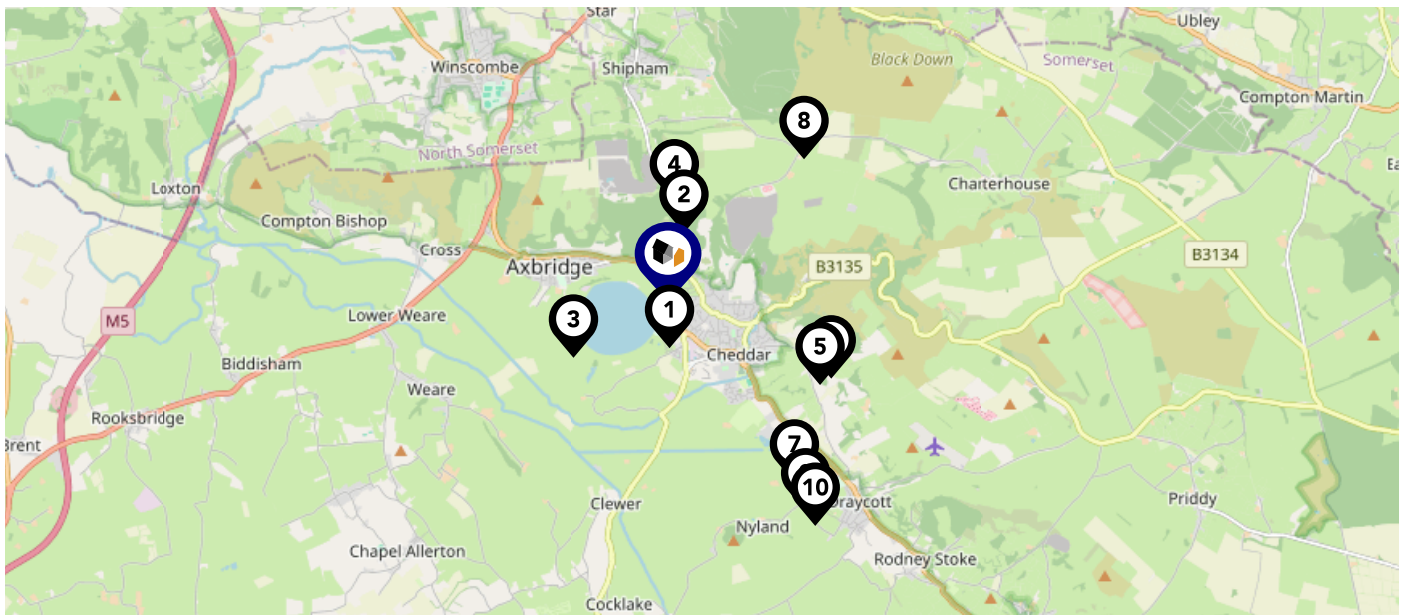 Star
Ubley
Winscombe
Shipham
Black Down
Somerset
Compton Martin
8
North Somerset
4
Loxton
2
Charterhouse
Compton Bishop
Cross
Axbridge
B3135
B3134
M5
3
1
Lower Weare
5
Cheddar
Biddisham
Weare
Rooksbridge
Brent
7
10
Draycott
Clewer
Priddy
Nyland
Chapel Allerton
Rodney Stoke
Cocklake